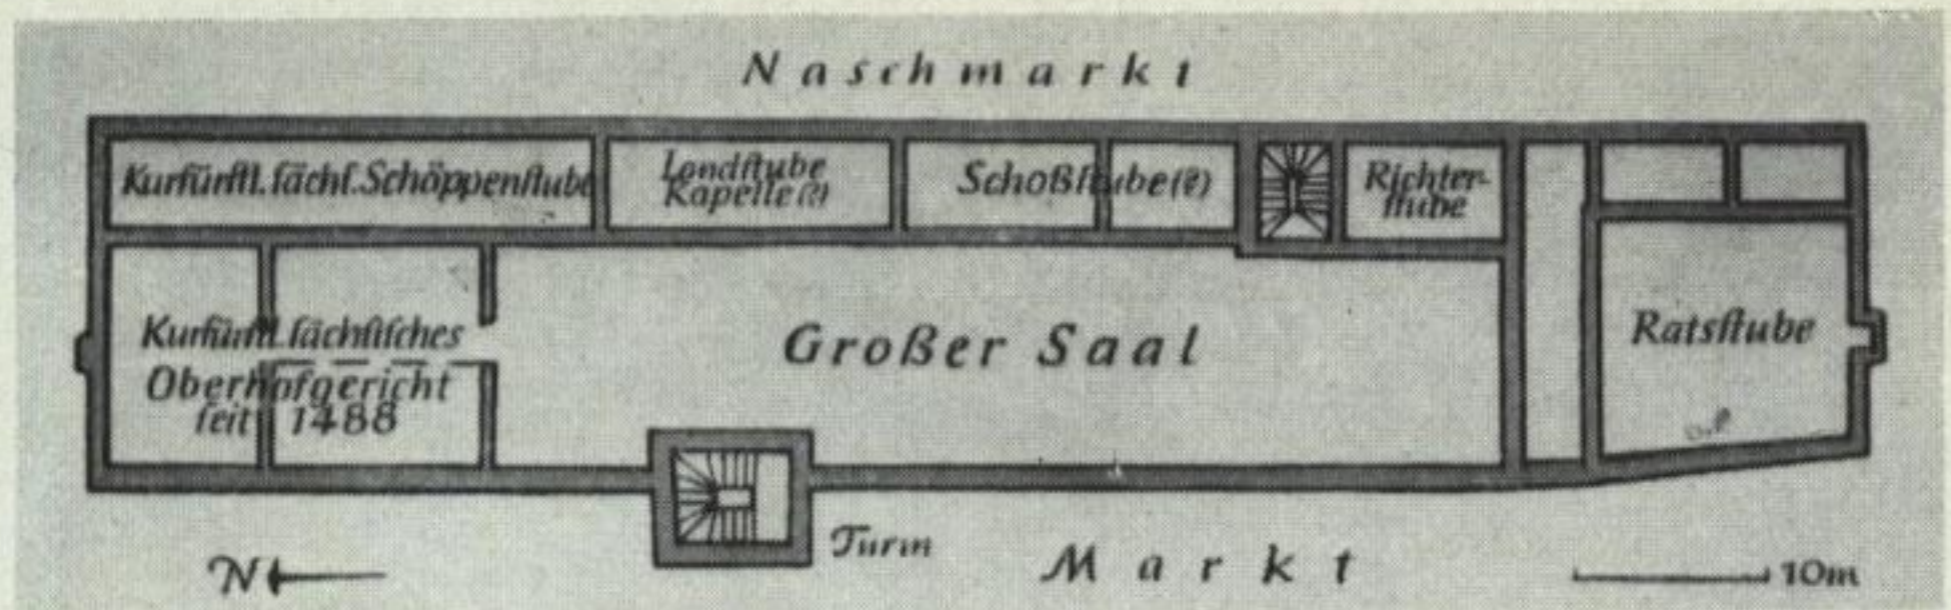 Naschmarkt
Kurfürſtl. ſächſ. Schöppenſtube
Landſtube
Kapelle (?)
Schoßſtube (?)
Richter-
ſtube
Kurfürſtl. ſächſiſches
Oberhofgericht
ſeit 1488
Großer Saal
Ratsſtube
Turm
N
Markt
10m